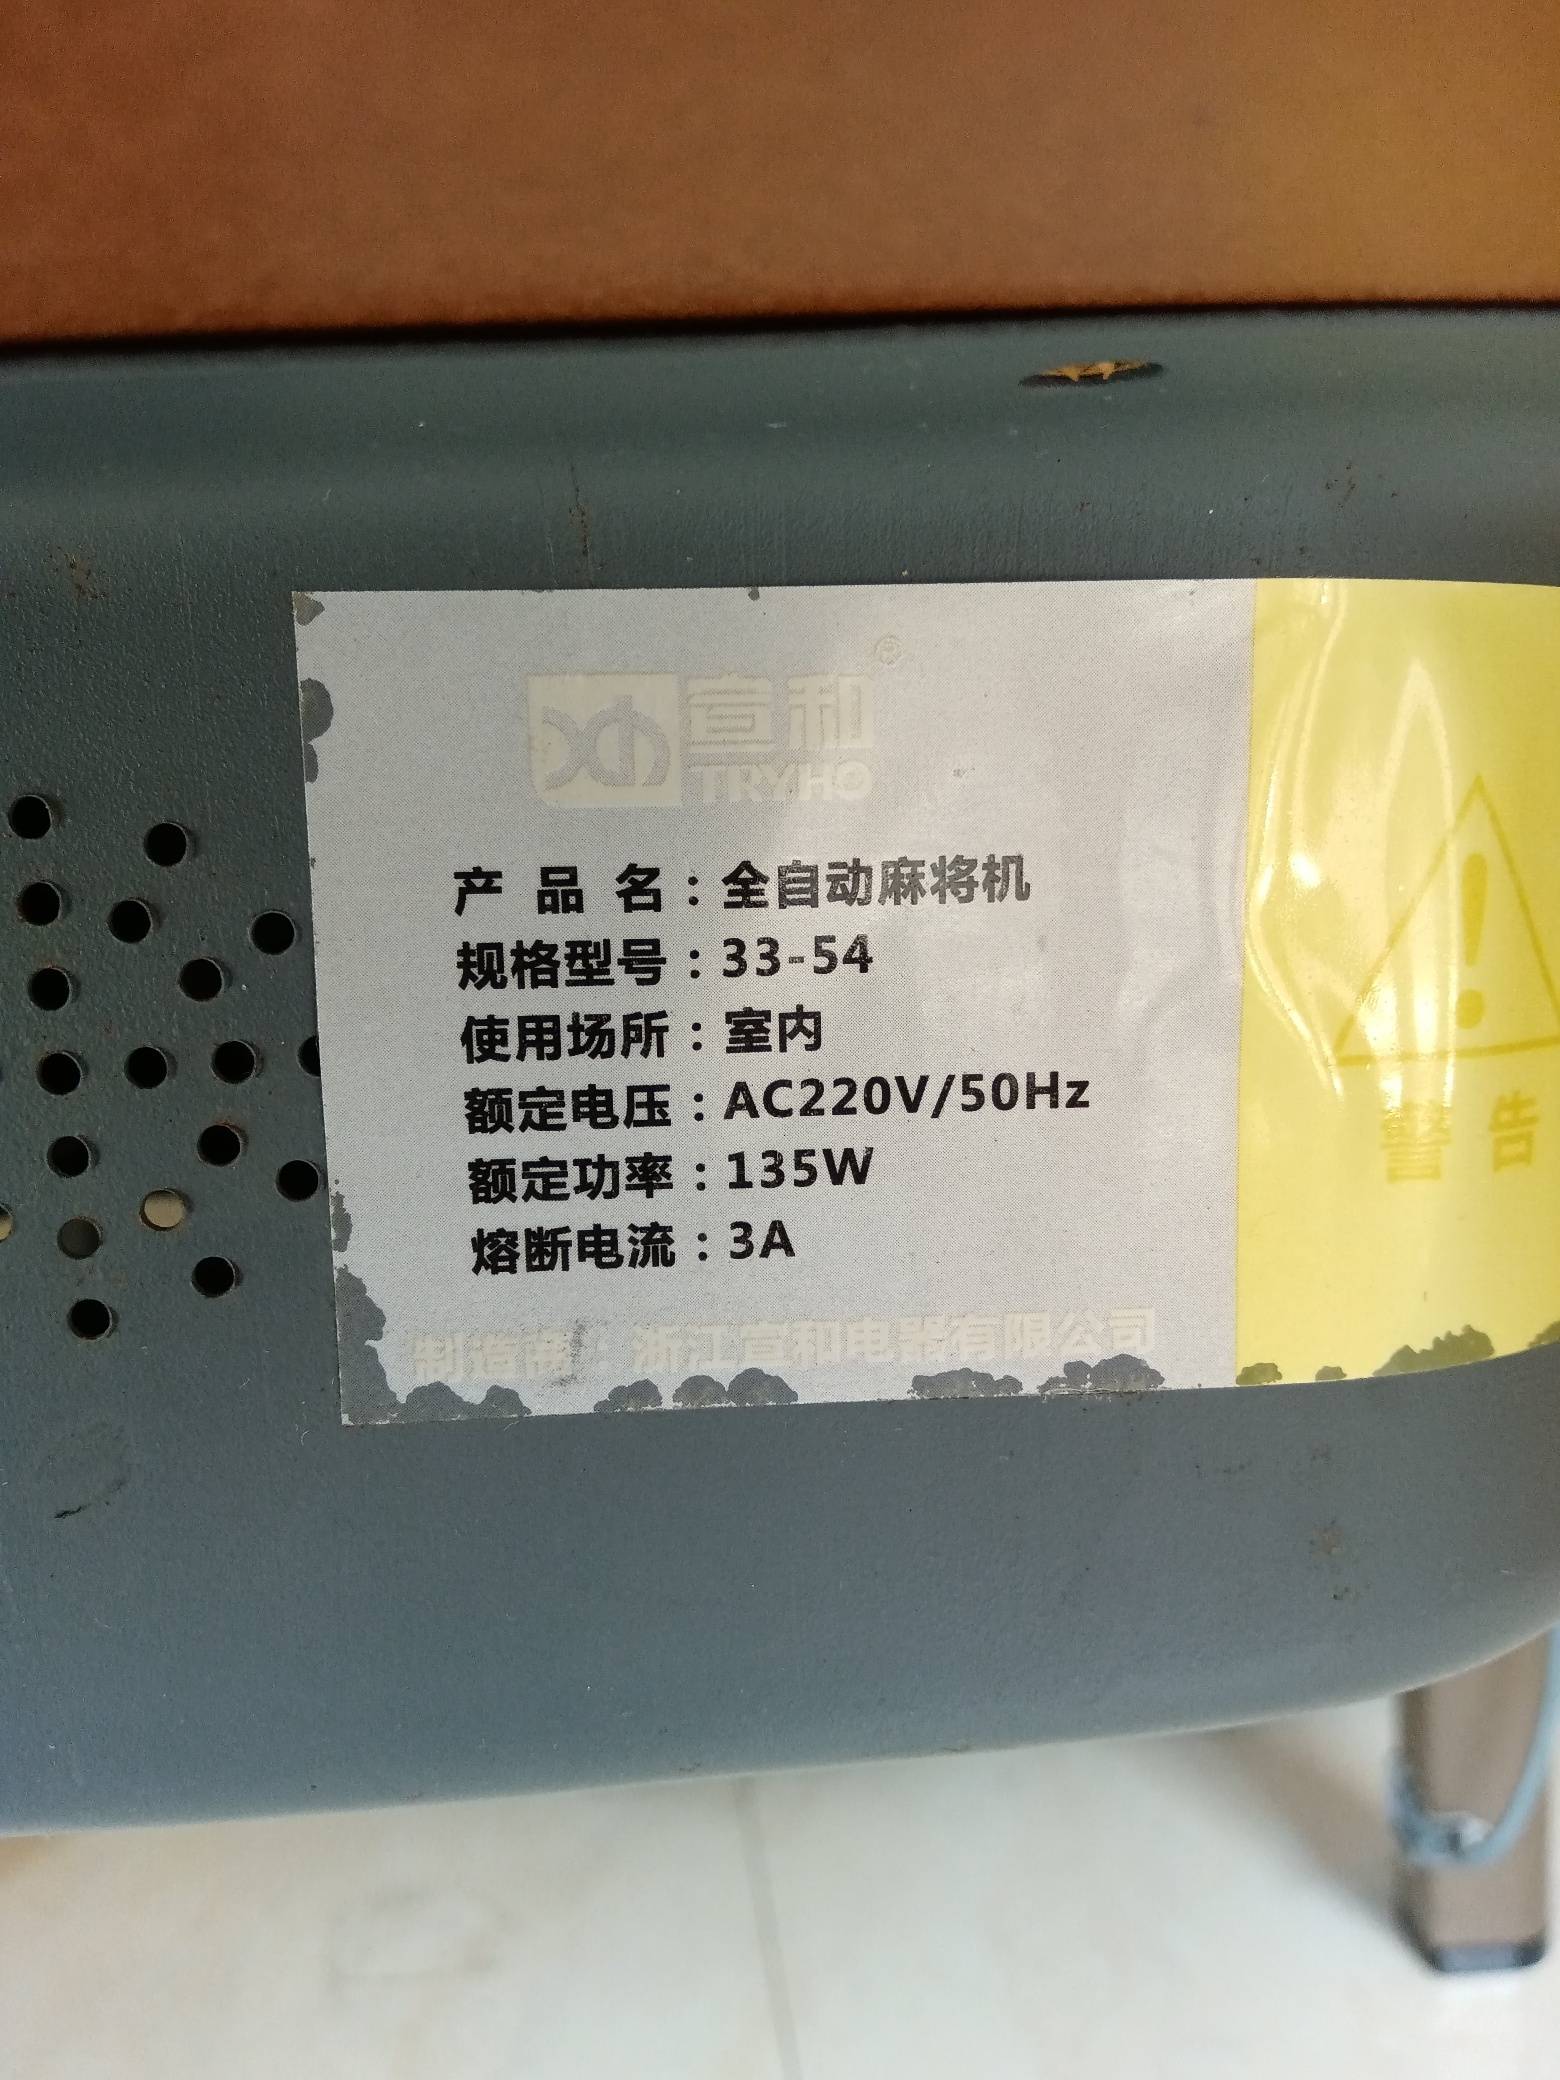 宣和®
TRYHO
产品名：全自动麻将机
规格型号：33-54
使用场所：室内
额定电压：AC220V/50Hz
额定功率：135W
熔断电流：3A
制造商：浙江宣和电器有限公司
警告